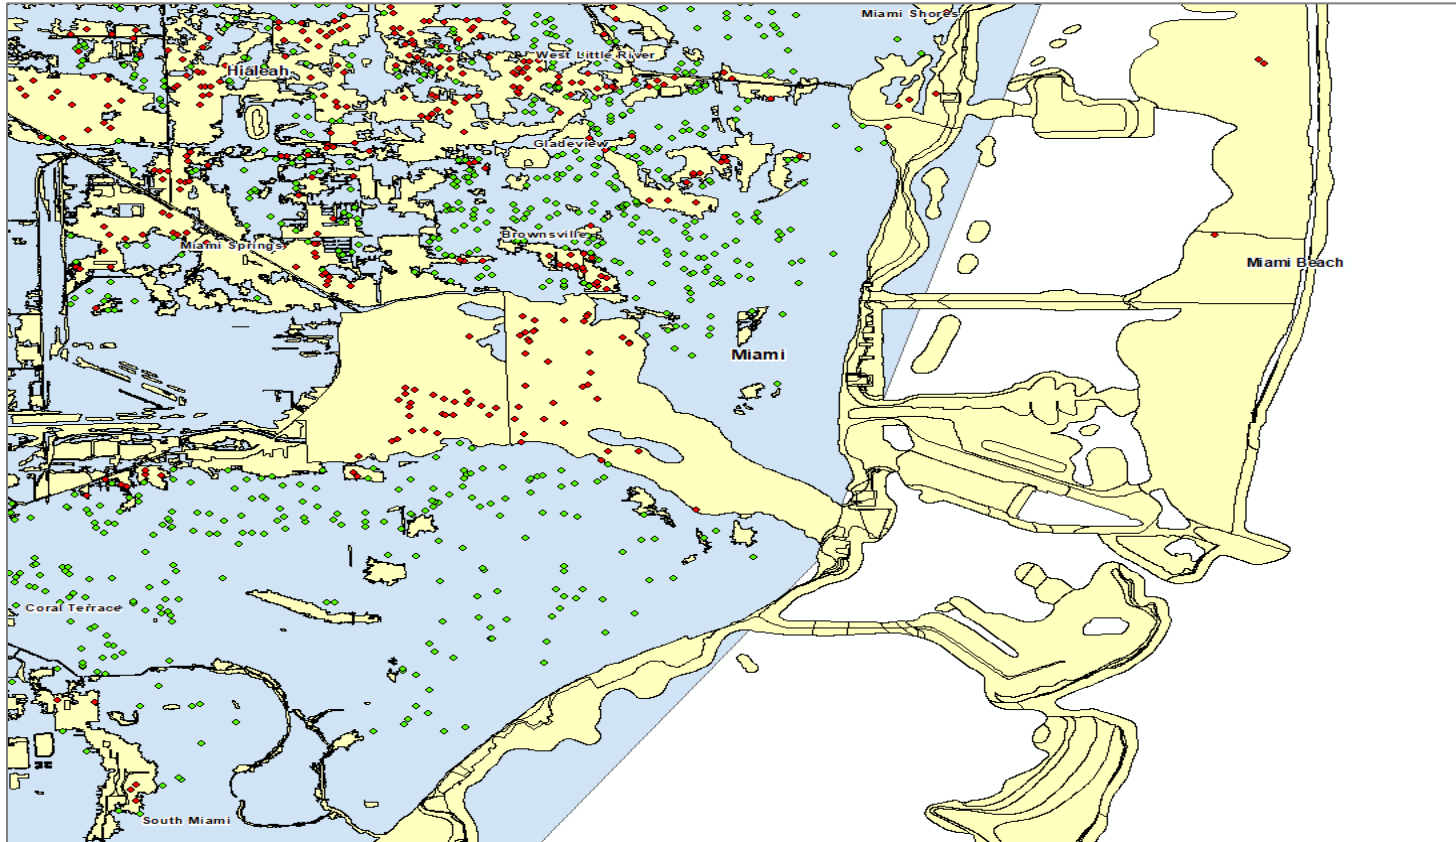 Miami Shores
West Little River
Hialeah
Gladeview
Brownsville
Miami Springs
Miami Beach
Miami
Coral Terrace
South Miami